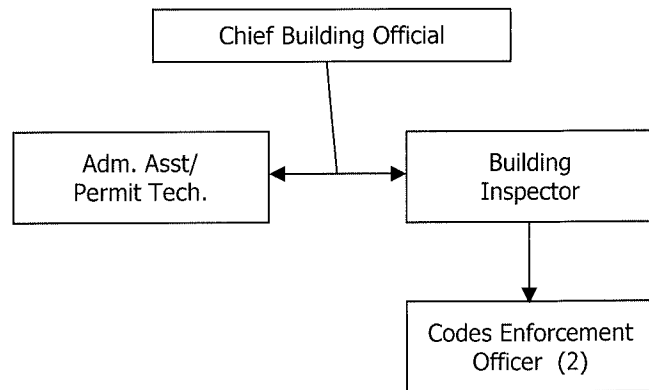 Chief Building Official
Adm. Asst/
Permit Tech.
Building
Inspector
Codes Enforcement
Officer (2)